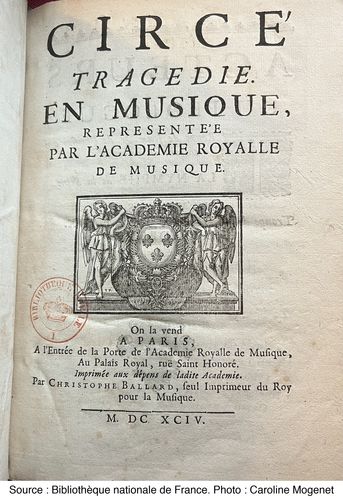 CIRCÉ
TRAGEDIE.
EN MUSIQUE,
REPRESENTE'E
PAR L'ACADEMIE ROYALLE
DE MUSIQUE.
BIBLIOTHEQUE
On la vend
A PARIS,
A l'Entrée de la Porte de l'Academie Royalle de Musique,
Au Palais Royal, ruë Saint Honoré.
Imprimée aux dépens de ladite Academie.
Par CHRISTOPHE BALLARD, seul Imprimeur du Roy
pour la Musique.
M. DC. XCIV.
Source : Bibliothèque nationale de France. Photo : Caroline Mogenet